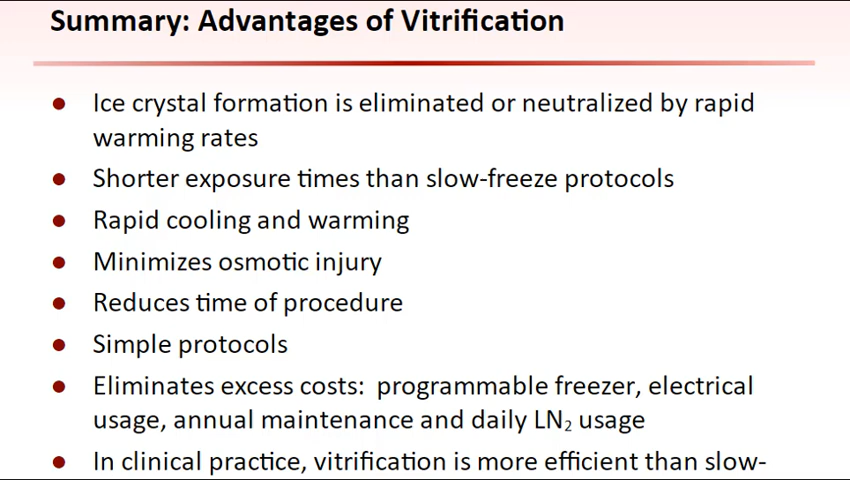 Summary: Advantages of Vitrification
● Ice crystal formation is eliminated or neutralized by rapid
warming rates
● Shorter exposure times than slow-freeze protocols
● Rapid cooling and warming
● Minimizes osmotic injury
● Reduces time of procedure
● Simple protocols
● Eliminates excess costs: programmable freezer, electrical
usage, annual maintenance and daily LN₂ usage
● In clinical practice, vitrification is more efficient than slow-